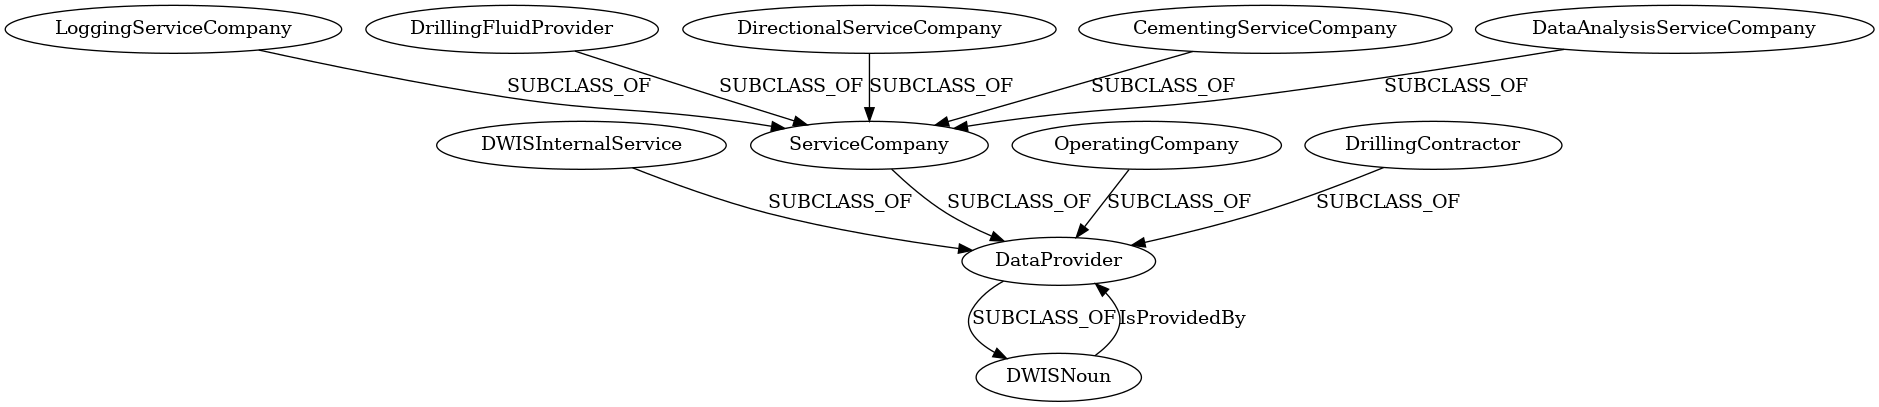 LoggingServiceCompany
DrillingFluidProvider
DirectionalServiceCompany
CementingServiceCompany
DataAnalysisServiceCompany
SUBCLASS_OF
SUBCLASS_OF
SUBCLASS_OF
SUBCLASS_OF
SUBCLASS_OF
DWISInternalService
ServiceCompany
OperatingCompany
DrillingContractor
SUBCLASS_OF
SUBCLASS_OF
SUBCLASS_OF
SUBCLASS_OF
DataProvider
SUBCLASS_OF
IsProvidedBy
DWISNoun